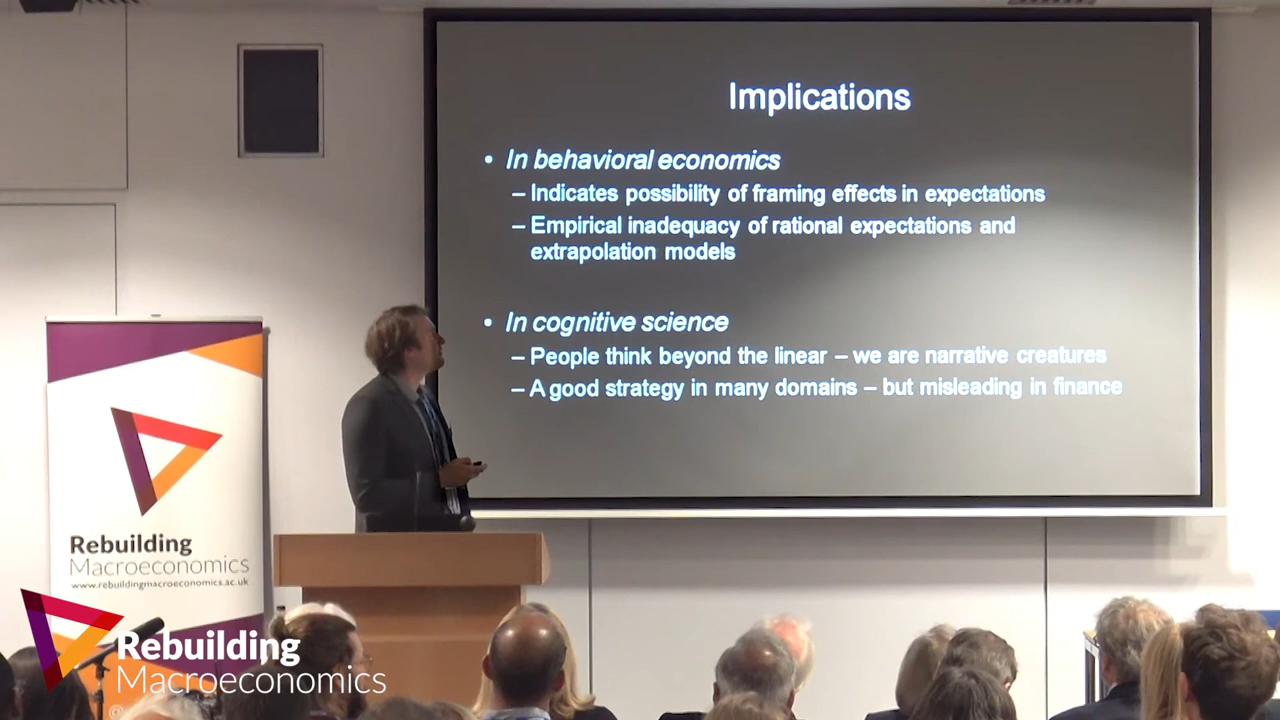 Implications
• In behavioral economics
– Indicates possibility of framing effects in expectations
– Empirical inadequacy of rational expectations and
extrapolation models
• In cognitive science
– People think beyond the linear – we are narrative creatures
– A good strategy in many domains – but misleading in finance
Rebuilding
Macroeconomics
www.rebuildingmacroeconomics.ac.uk
Rebuilding
Macroeconomics